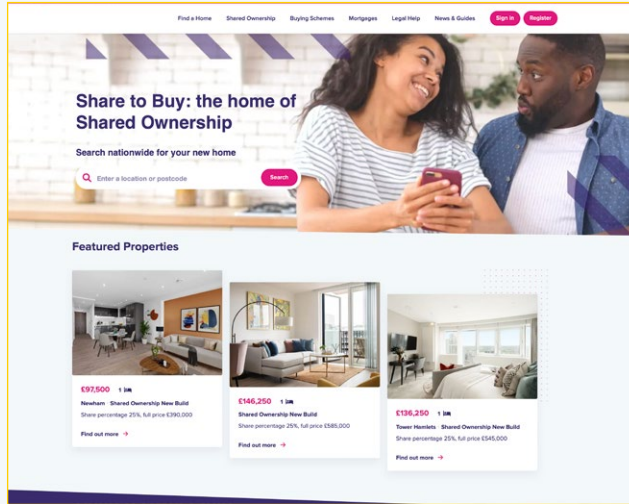 Find a Home Shared Ownership Buying Schemes Mortgages Legal Help News & Guides Sign In Register
Share to Buy: the home of
Shared Ownership
Search nationwide for your new home
Enter a location or postcode Search
Featured Properties
£97,500 1
Newham Shared Ownership New Build
Share percentage 25%, full price £390,000
Find out more →
£146,250 1
Shared Ownership New Build
Share percentage 25%, full price £585,000
Find out more →
£136,250 1
Tower Hamlets Shared Ownership New Build
Share percentage 25%, full price £545,000
Find out more →